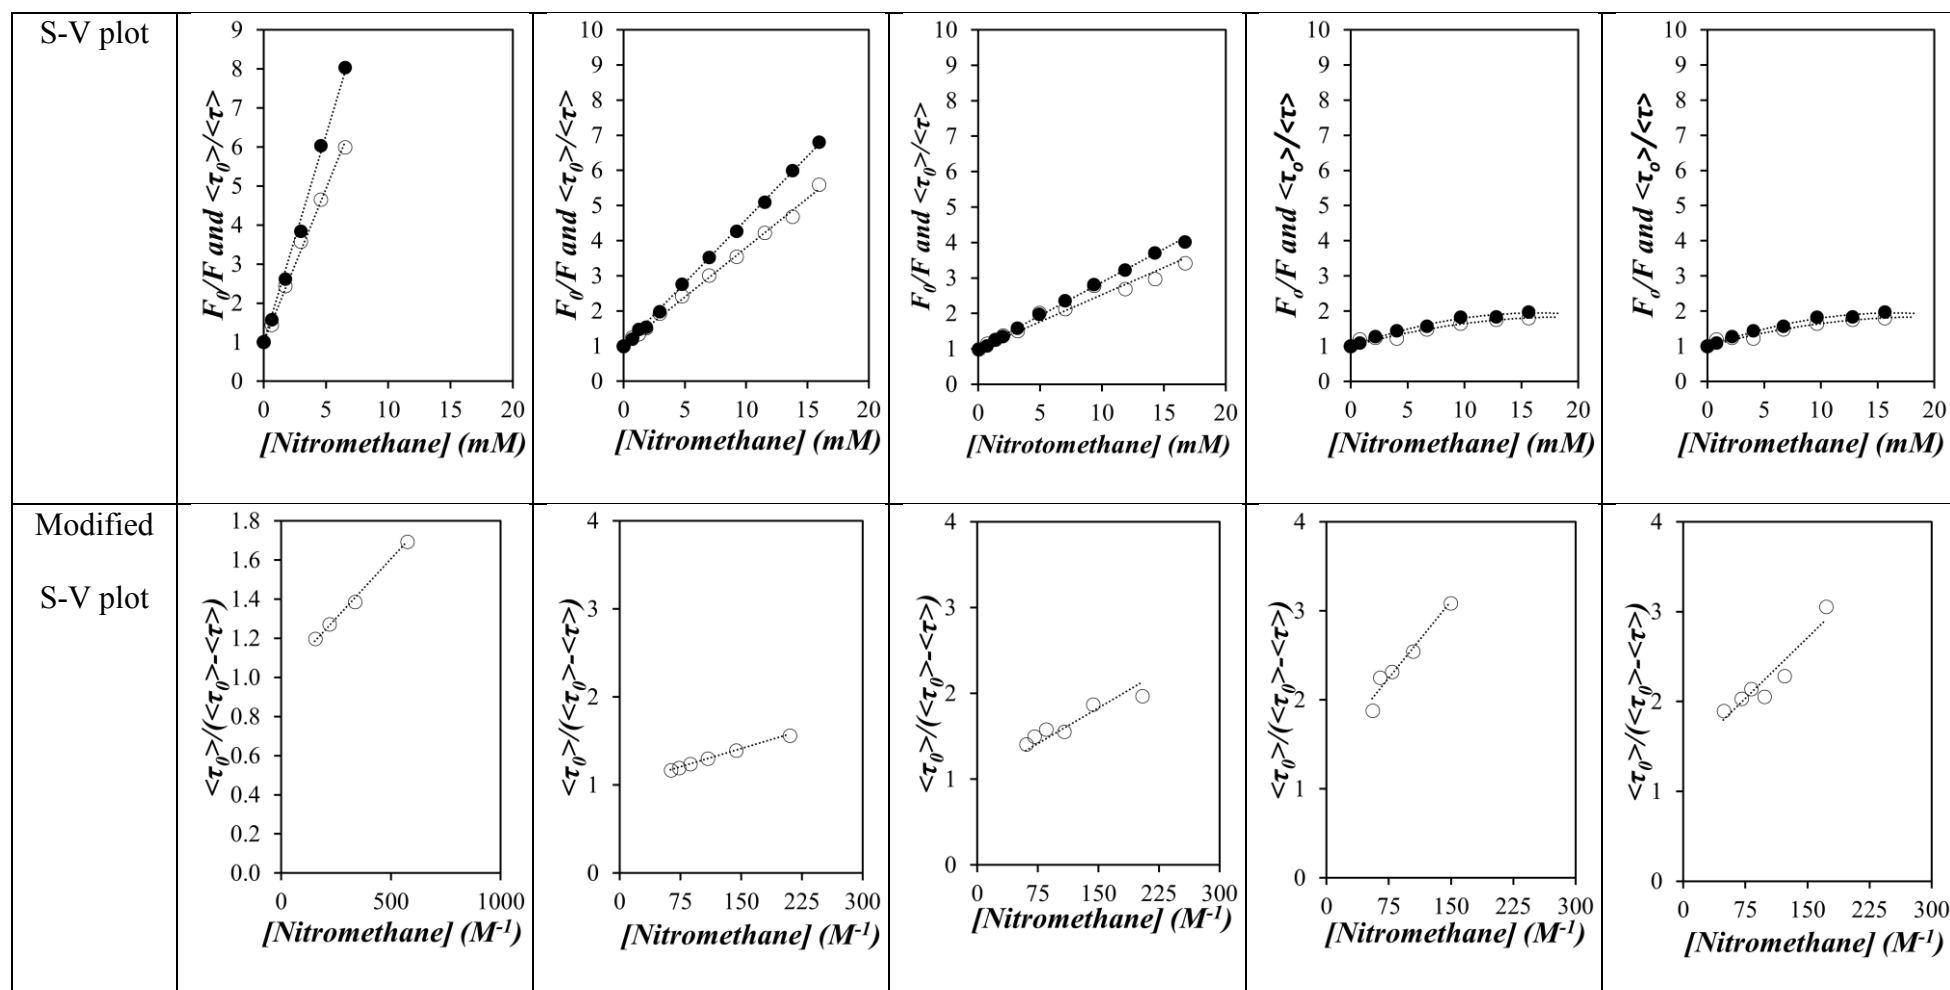 S-V plot
F0/F and <τ0>/<τ>
9
8
7
6
5
4
3
2
1
0
0 5 10 15 20
[Nitromethane] (mM)
F0/F and <τ0>/<τ>
10
9
8
7
6
5
4
3
2
1
0
0 5 10 15 20
[Nitromethane] (mM)
F0/F and <τ0>/<τ>
10
9
8
7
6
5
4
3
2
1
0
0 5 10 15 20
[Nitrotomethane] (mM)
F0/F and <τo>/<τ>
10
9
8
7
6
5
4
3
2
1
0
0 5 10 15 20
[Nitromethane] (mM)
F0/F and <τo>/<τ>
10
9
8
7
6
5
4
3
2
1
0
0 5 10 15 20
[Nitromethane] (mM)
Modified
S-V plot
<τ0>/(<τ0>-<τ>)
1.8
1.6
1.4
1.2
1.0
0.8
0.6
0.4
0.2
0.0
0 500 1000
[Nitromethane] (M-1)
<τ0>/(<τ0>-<τ>)
4
3
2
1
0
0 75 150 225 300
[Nitromethane] (M-1)
<τ0>/(<τ0>-<τ>)
4
3
2
1
0
0 75 150 225 300
[Nitromethane] (M-1)
<τ0>/(<τ0>-<τ>)
4
3
2
1
0
0 75 150 225 300
[Nitromethane] (M-1)
<τ0>/(<τ0>-<τ>)
4
3
2
1
0
0 75 150 225 300
[Nitromethane] (M-1)